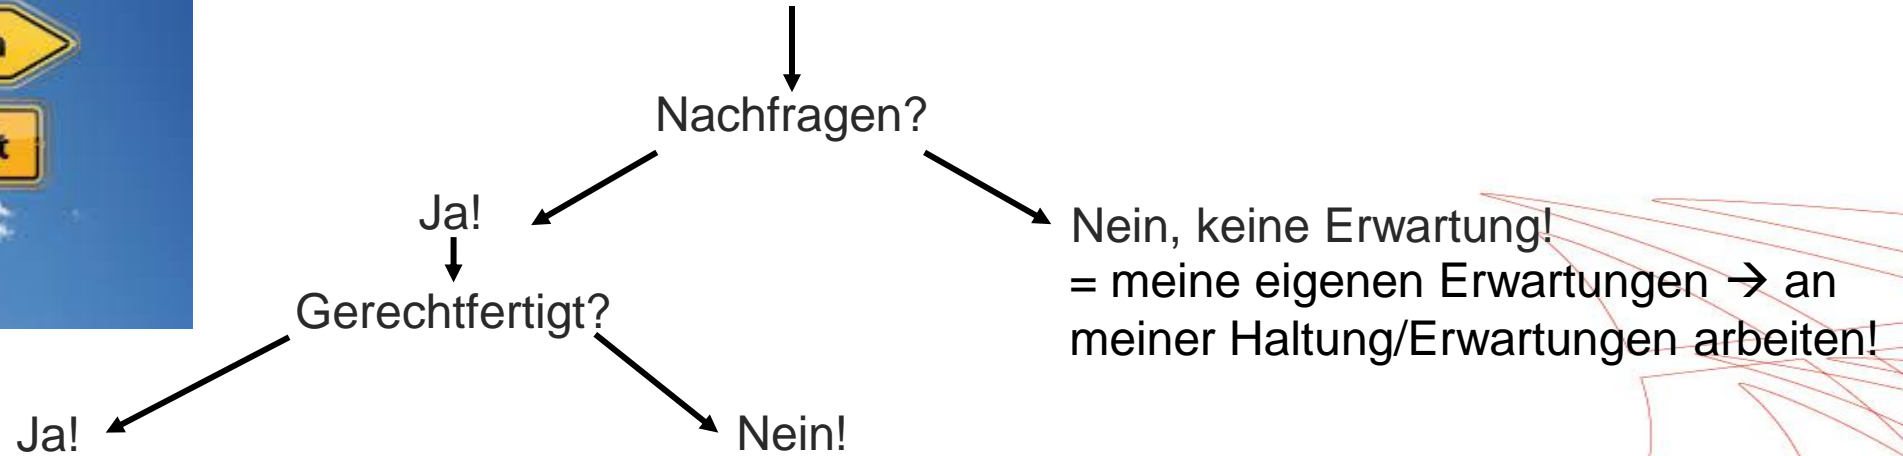 Nachfragen?
Ja!
Nein, keine Erwartung!
= meine eigenen Erwartungen → an
meiner Haltung/Erwartungen arbeiten!
Gerechtfertigt?
Ja!
Nein!